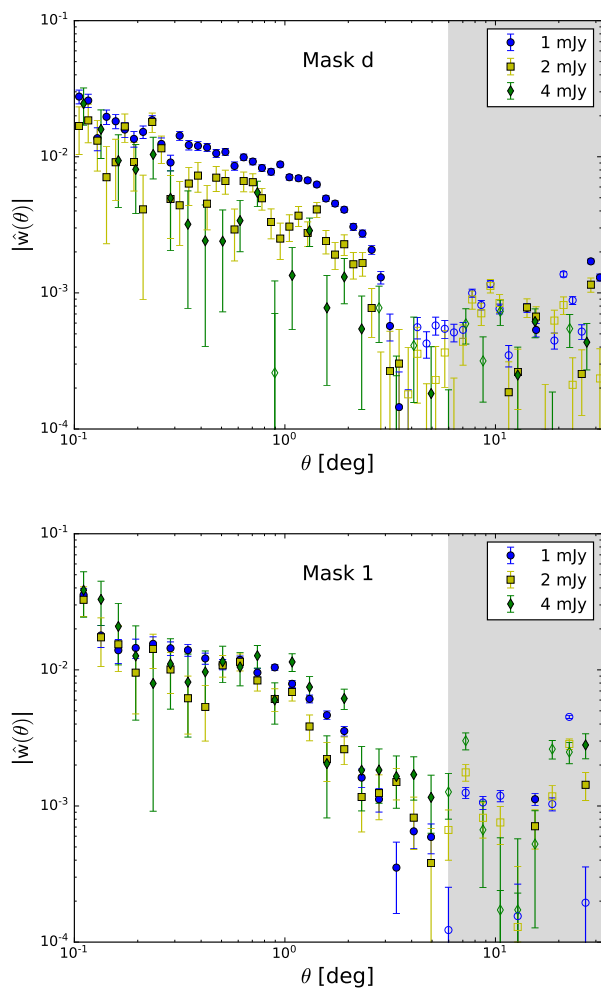 10⁻¹
Mask d
1 mJy
2 mJy
4 mJy
10⁻²
|ŵ(θ)|
10⁻³
10⁻⁴
10⁻¹ 10⁰ 10¹
θ [deg]
10⁻¹
Mask 1
1 mJy
2 mJy
4 mJy
10⁻²
|ŵ(θ)|
10⁻³
10⁻⁴
10⁻¹ 10⁰ 10¹
θ [deg]